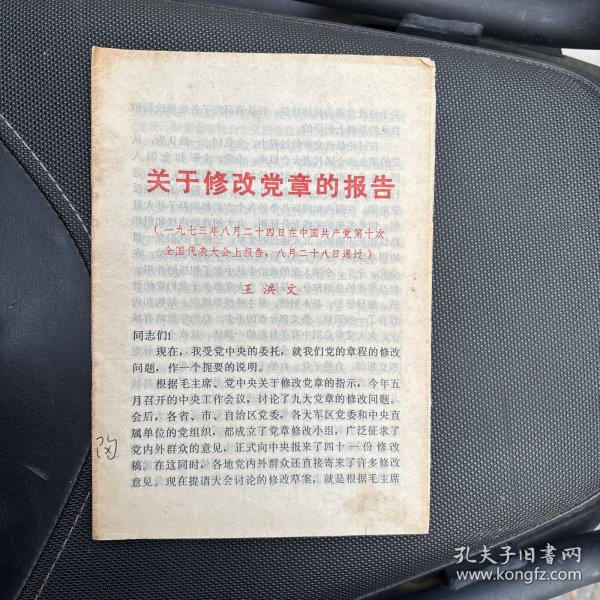 关于修改党章的报告
（一九七三年八月二十四日在中国共产党第十次
全国代表大会上报告，八月二十八日通过）
王洪文
同志们！
现在，我受党中央的委托，就我们党的章程的修改
问题，作一个扼要的说明。
根据毛主席、党中央关于修改党章的指示，今年五
月召开的中央工作会议，讨论了九大党章的修改问题。
会后，各省、市、自治区党委，各大军区党委和中央直
属单位的党组织，都成立了党章修改小组，广泛征求了
党内外群众的意见，正式向中央报来了四十一份修改
稿。在这同时，各地党内外群众还直接寄来了许多修改
意见。现在提请大会讨论的修改草案，就是根据毛主席
孔夫子旧书网
www.kongfz.com